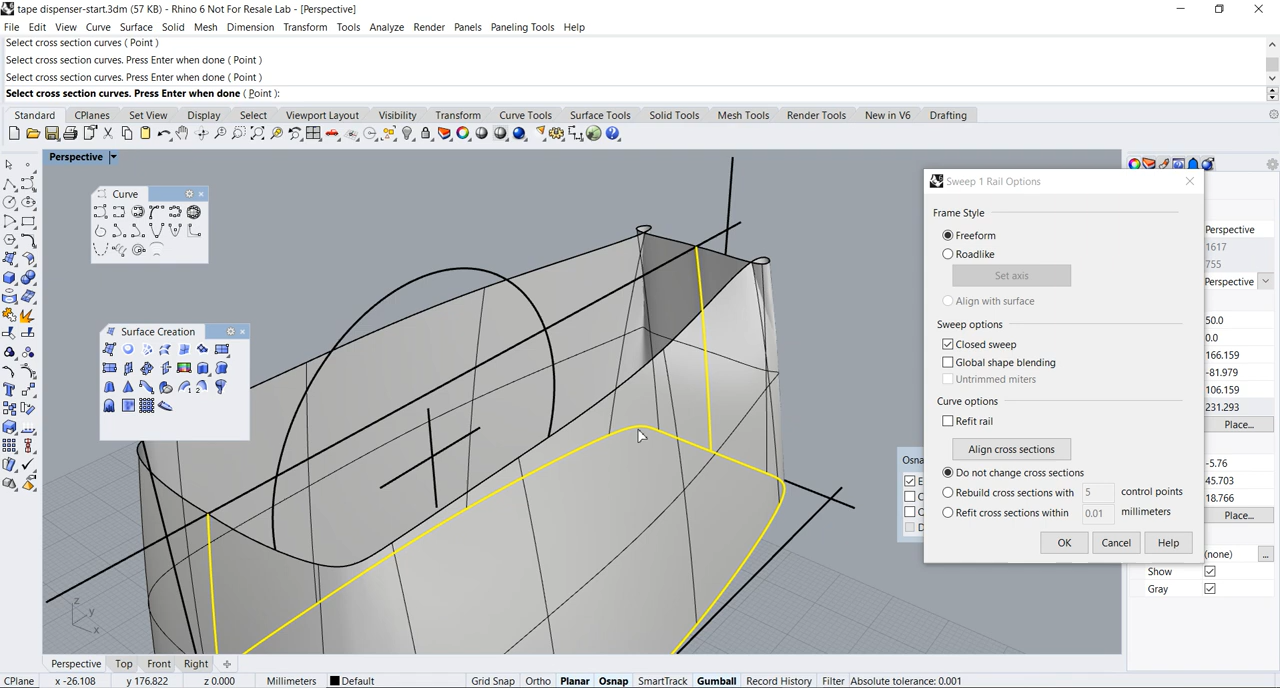 tape dispenser-start.3dm (57 KB) - Rhino 6 Not For Resale Lab - [Perspective]
File Edit View Curve Surface Solid Mesh Dimension Transform Tools Analyze Render Panels Paneling Tools Help
Select cross section curves ( Point )
Select cross section curves. Press Enter when done ( Point )
Select cross section curves. Press Enter when done ( Point )
Select cross section curves. Press Enter when done ( Point ):
Standard CPlanes Set View Display Select Viewport Layout Visibility Transform Curve Tools Surface Tools Solid Tools Mesh Tools Render Tools New in V6 Drafting
Perspective
Curve
Surface Creation
1 2
z
y
x
Sweep 1 Rail Options
Frame Style
Freeform
Roadlike
Set axis
Align with surface
Sweep options
Closed sweep
Global shape blending
Untrimmed miters
Curve options
Refit rail
Align cross sections
Do not change cross sections
Rebuild cross sections with 5 control points
Refit cross sections within 0.01 millimeters
OK Cancel Help
Osna
E
Perspective
1617
755
Perspective
50.0
0.0
166.159
-81.979
106.159
231.293
Place...
-5.76
45.703
18.766
Place...
(none) ...
Show
Gray
Perspective Top Front Right
CPlane x -26.108 y 176.822 z 0.000 Millimeters Default Grid Snap Ortho Planar Osnap SmartTrack Gumball Record History Filter Absolute tolerance: 0.001